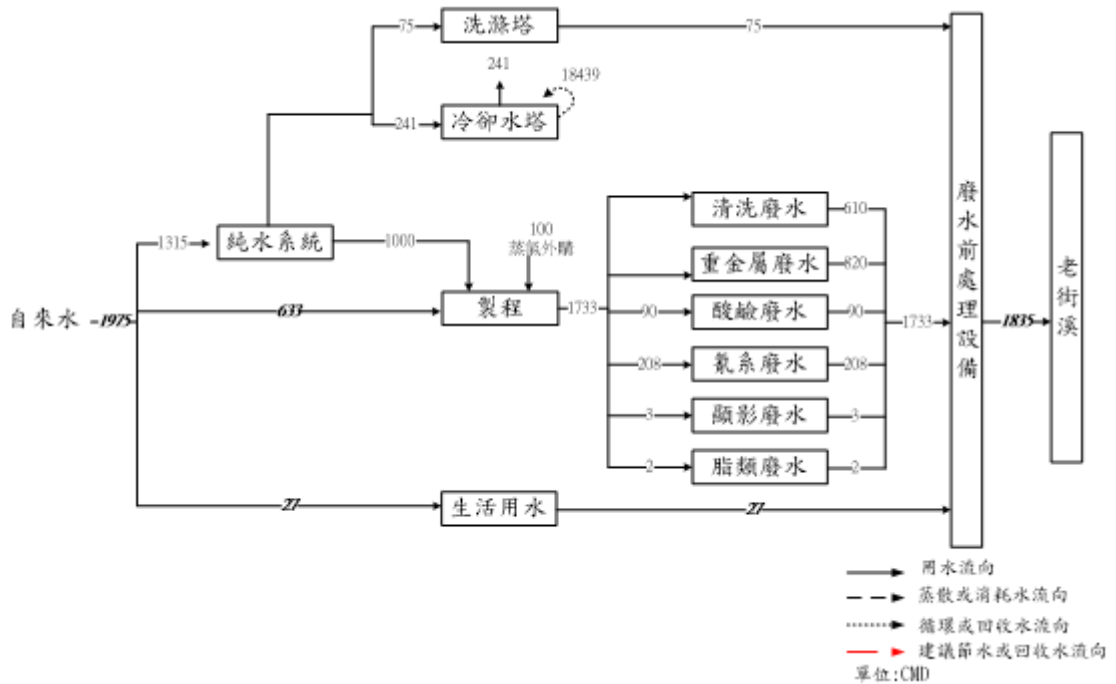 75
洗滌塔
75
241
18439
241
冷卻水塔
1315
純水系統
1000
100
蒸氣外購
自來水
1975
633
製程
1733
清洗廢水
610
重金屬廢水
820
90
酸鹼廢水
90
208
氰系廢水
208
3
顯影廢水
3
2
脂類廢水
2
1733
廢水前處理設備
1835
老街溪
27
生活用水
27
用水流向
蒸散或消耗水流向
循環或回收水流向
建議節水或回收水流向
單位:CMD